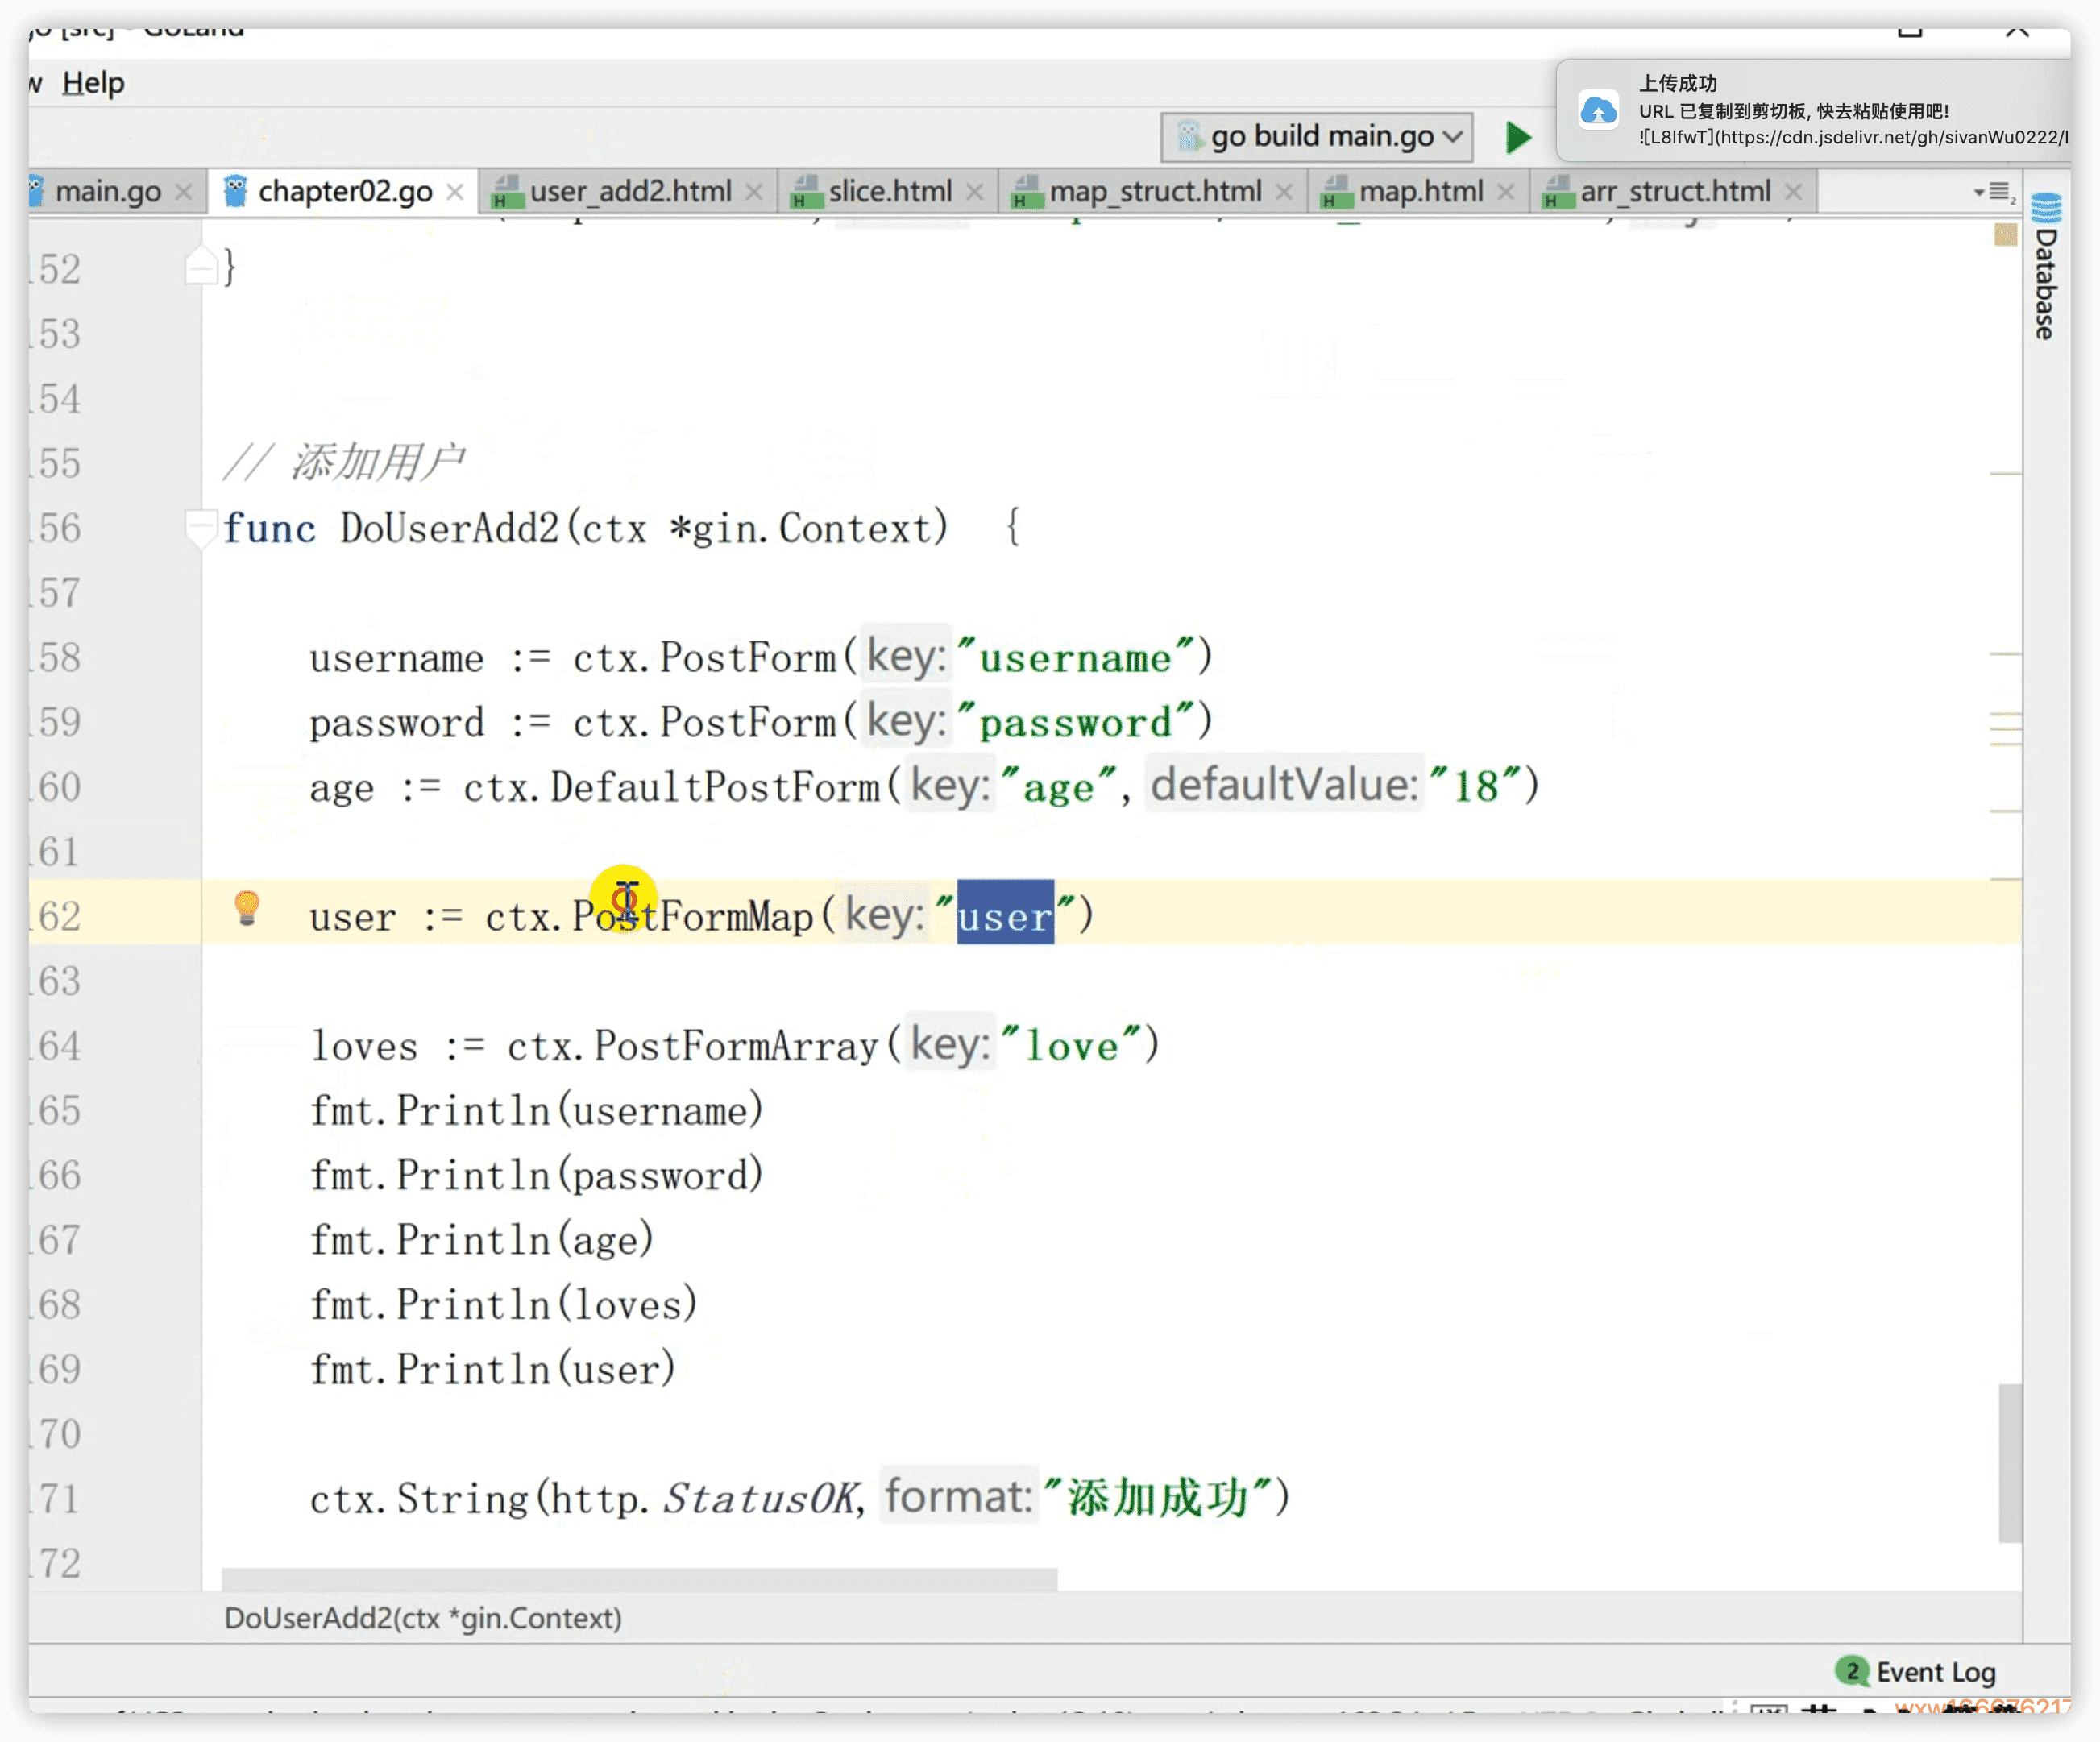 go [src] - GoLand
w Help
go build main.go
上传成功
URL 已复制到剪切板, 快去粘贴使用吧!
![L8lfwT](https://cdn.jsdelivr.net/gh/sivanWu0222/I
main.go chapter02.go user_add2.html slice.html map_struct.html map.html arr_struct.html
Database
152 }
153
154
155 // 添加用户
156 func DoUserAdd2(ctx *gin.Context) {
157
158 username := ctx.PostForm( key: "username")
159 password := ctx.PostForm( key: "password")
160 age := ctx.DefaultPostForm( key: "age", defaultValue: "18")
161
162 user := ctx.PostFormMap( key: "user")
163
164 loves := ctx.PostFormArray( key: "love")
165 fmt.Println(username)
166 fmt.Println(password)
167 fmt.Println(age)
168 fmt.Println(loves)
169 fmt.Println(user)
170
171 ctx.String(http.StatusOK, format: "添加成功")
172
DoUserAdd2(ctx *gin.Context)
2 Event Log